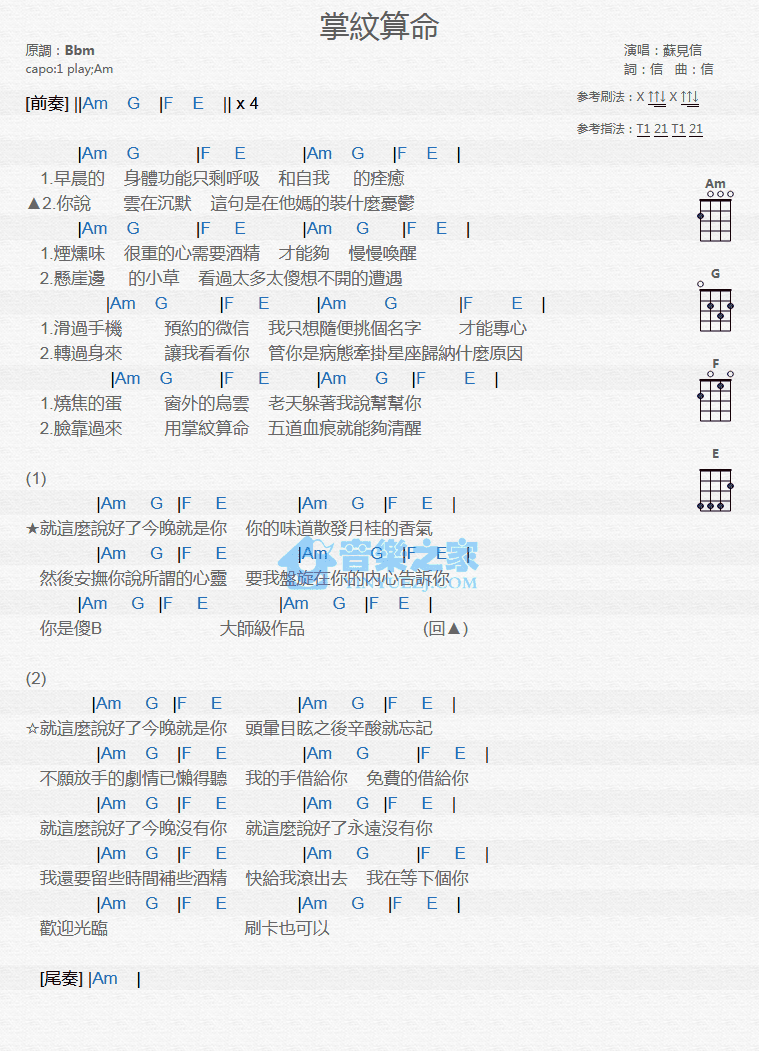 掌紋算命
原調：Bbm
capo:1 play;Am
演唱：蘇見信
詞：信 曲：信
[前奏] ||Am G |F E || x 4
参考刷法：X ↑↑↓ X ↑↑↓
参考指法：T1 21 T1 21
|Am G |F E |Am G |F E |
1.早晨的 身體功能只剩呼吸 和自我 的痊癒
▲2.你說 雲在沉默 這句是在他媽的裝什麼憂鬱
|Am G |F E |Am G |F E |
1.煙燻味 很重的心需要酒精 才能夠 慢慢喚醒
2.懸崖邊 的小草 看過太多太傻想不開的遭遇
|Am G |F E |Am G |F E |
1.滑過手機 預約的微信 我只想隨便挑個名字 才能專心
2.轉過身來 讓我看看你 管你是病態牽掛星座歸納什麼原因
|Am G |F E |Am G |F E |
1.燒焦的蛋 窗外的烏雲 老天躲著我說幫幫你
2.臉靠過來 用掌紋算命 五道血痕就能夠清醒
(1)
|Am G |F E |Am G |F E |
★就這麼說好了今晚就是你 你的味道散發月桂的香氣
|Am G |F E |Am G |F E |
然後安撫你說所謂的心靈 要我盤旋在你的内心告訴你
|Am G |F E |Am G |F E |
你是傻B 大師級作品 (回▲)
(2)
|Am G |F E |Am G |F E |
☆就這麼說好了今晚就是你 頭暈目眩之後辛酸就忘記
|Am G |F E |Am G |F E |
不願放手的劇情已懶得聽 我的手借給你 免費的借給你
|Am G |F E |Am G |F E |
就這麼說好了今晚沒有你 就這麼說好了永遠沒有你
|Am G |F E |Am G |F E |
我還要留些時間補些酒精 快給我滾出去 我在等下個你
|Am G |F E |Am G |F E |
歡迎光臨 刷卡也可以
[尾奏] |Am |
Am
G
F
E
音樂之家